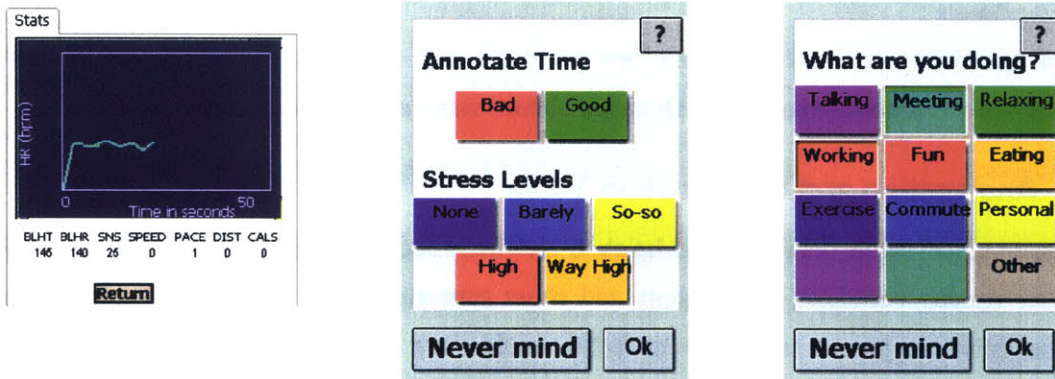 Stats
HR (bpm)
0
50
Time in seconds
BLHT BLHR SNS SPEED PACE DIST CALS
146 140 25 0 1 0 0
Return
?
Annotate Time
Bad Good
Stress Levels
None Barely So-so
High Way High
Never mind Ok
?
What are you doing?
Talking Meeting Relaxing
Working Fun Eating
Exercise Commute Personal
Other
Never mind Ok